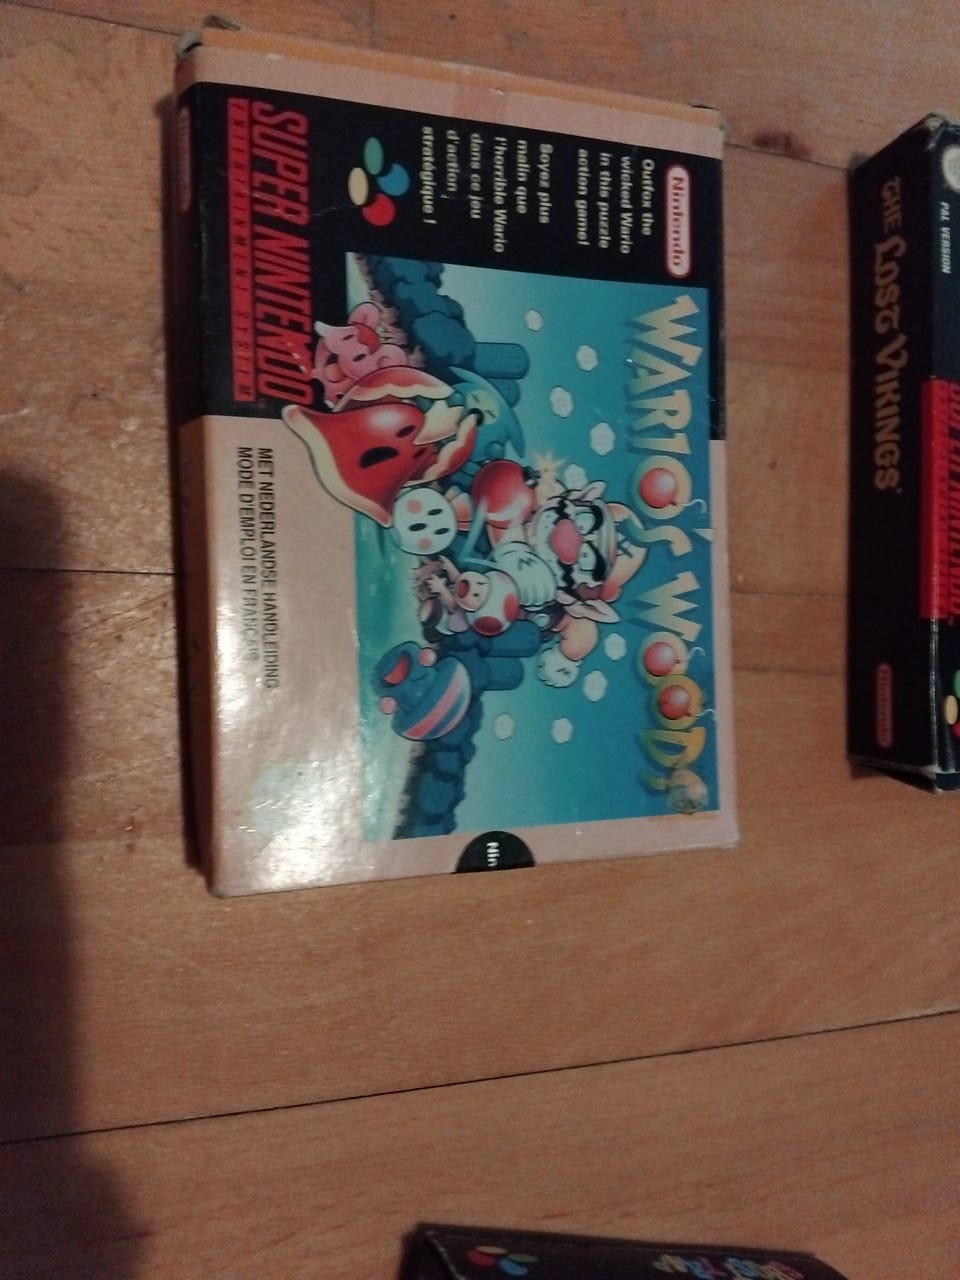 Nintendo
Outfox the
wicked Wario
in this puzzle
action game!
Soyez plus
malin que
l'horrible Wario
dans ce jeu
d'action
stratégique !
SUPER NINTENDO
ENTERTAINMENT SYSTEM
WARIO'S WOODS
MET NEDERLANDSE HANDLEIDING
MODE D'EMPLOI EN FRANÇAIS
Nin
PAL VERSION
THE LOST VIKINGS
Nintendo